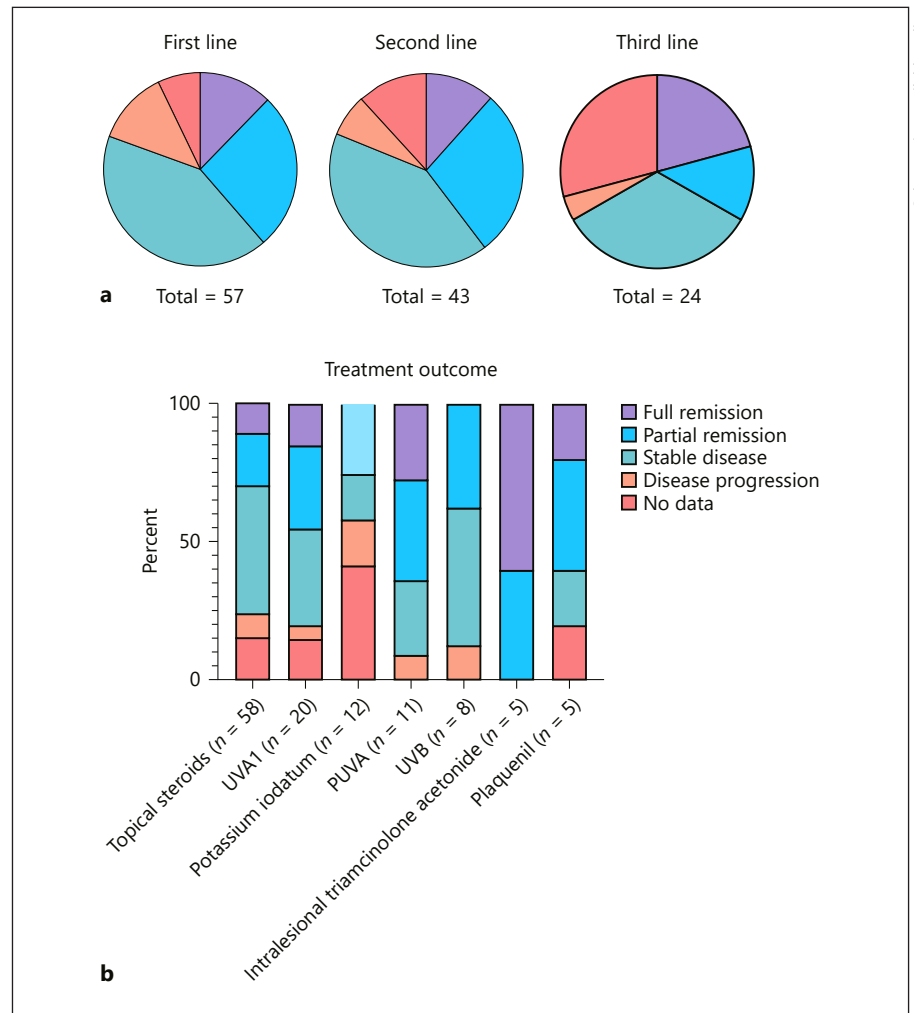 First line
Second line
Third line
a
Total = 57
Total = 43
Total = 24
Treatment outcome
Percent
100
50
0
Full remission
Partial remission
Stable disease
Disease progression
No data
Topical steroids (n = 58)
UVA1 (n = 20)
Potassium iodatum (n = 12)
PUVA (n = 11)
UVB (n = 8)
Intralesional triamcinolone acetonide (n = 5)
Plaquenil (n = 5)
b